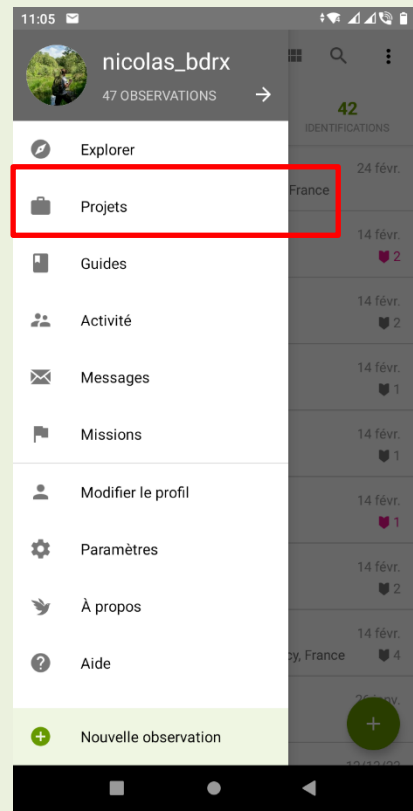 11:05
nicolas_bdrx
47 OBSERVATIONS
42
IDENTIFICATIONS
Explorer
24 févr.
France
Projets
14 févr.
2
Guides
14 févr.
2
Activité
14 févr.
1
Messages
14 févr.
1
Missions
14 févr.
1
Modifier le profil
14 févr.
2
Paramètres
14 févr.
cy, France
4
À propos
Aide
Nouvelle observation